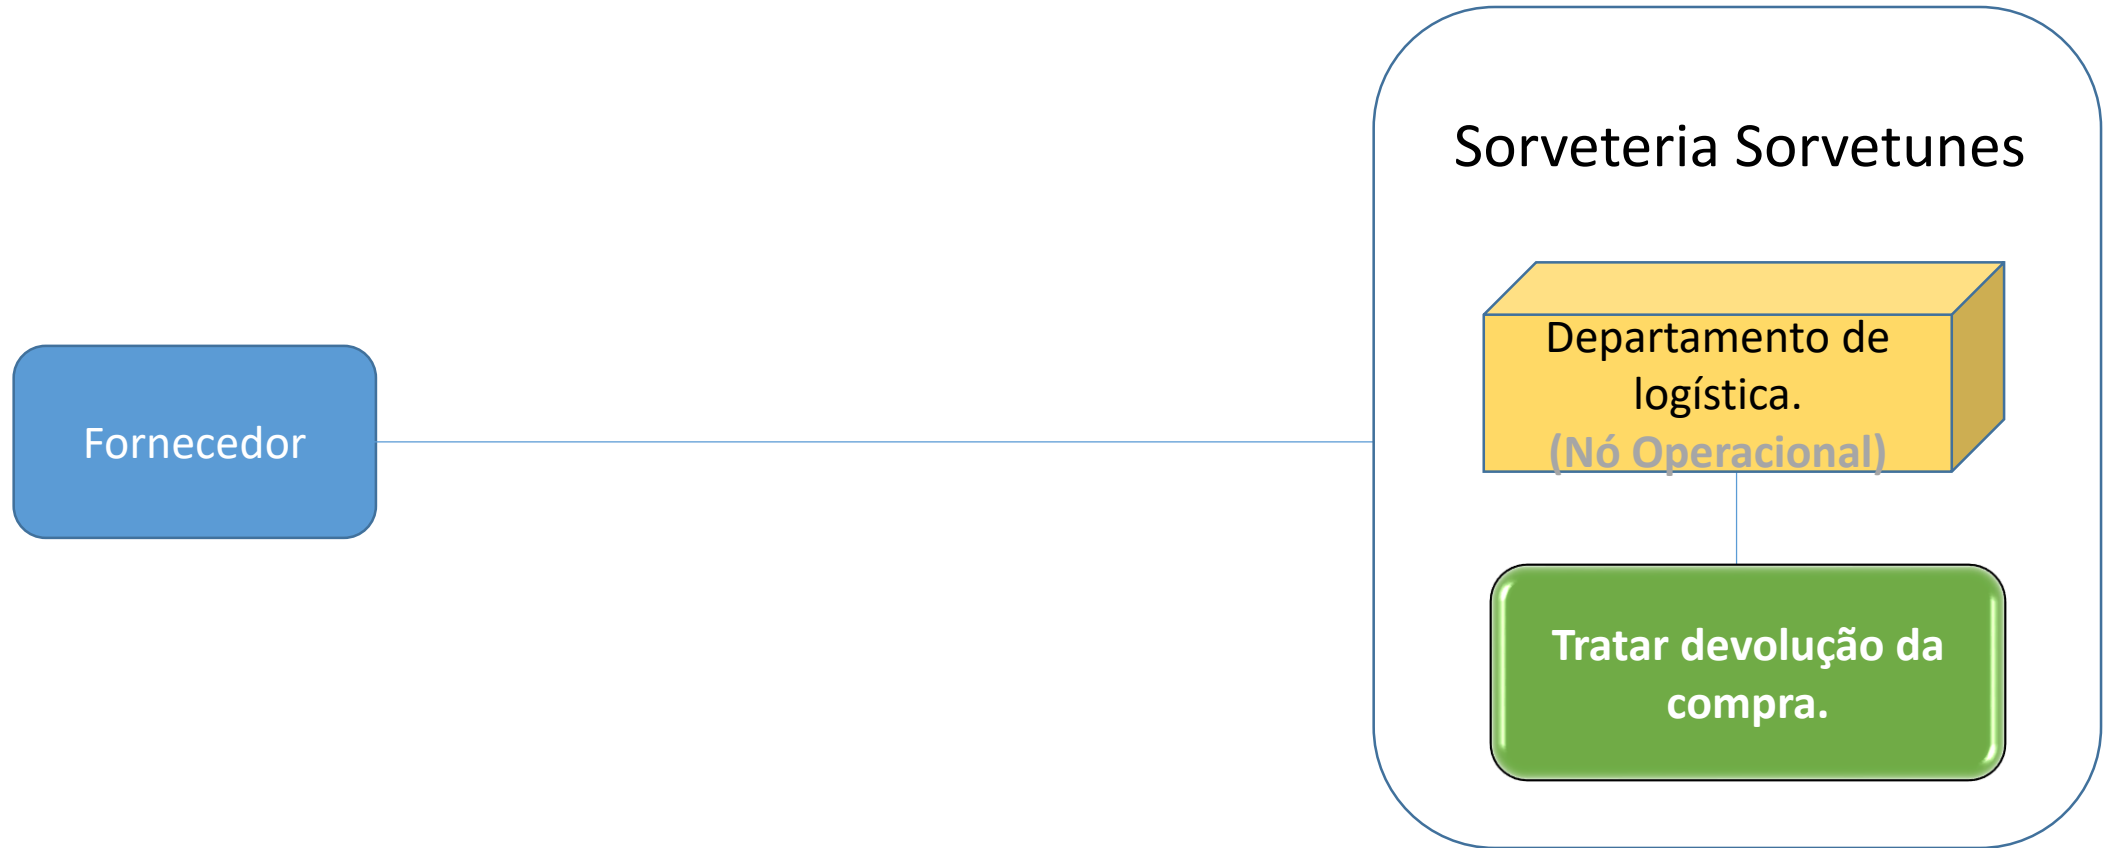 Sorveteria Sorvetunes
Departamento de
logística.
(Nó Operacional)
Fornecedor
Tratar devolução da
compra.